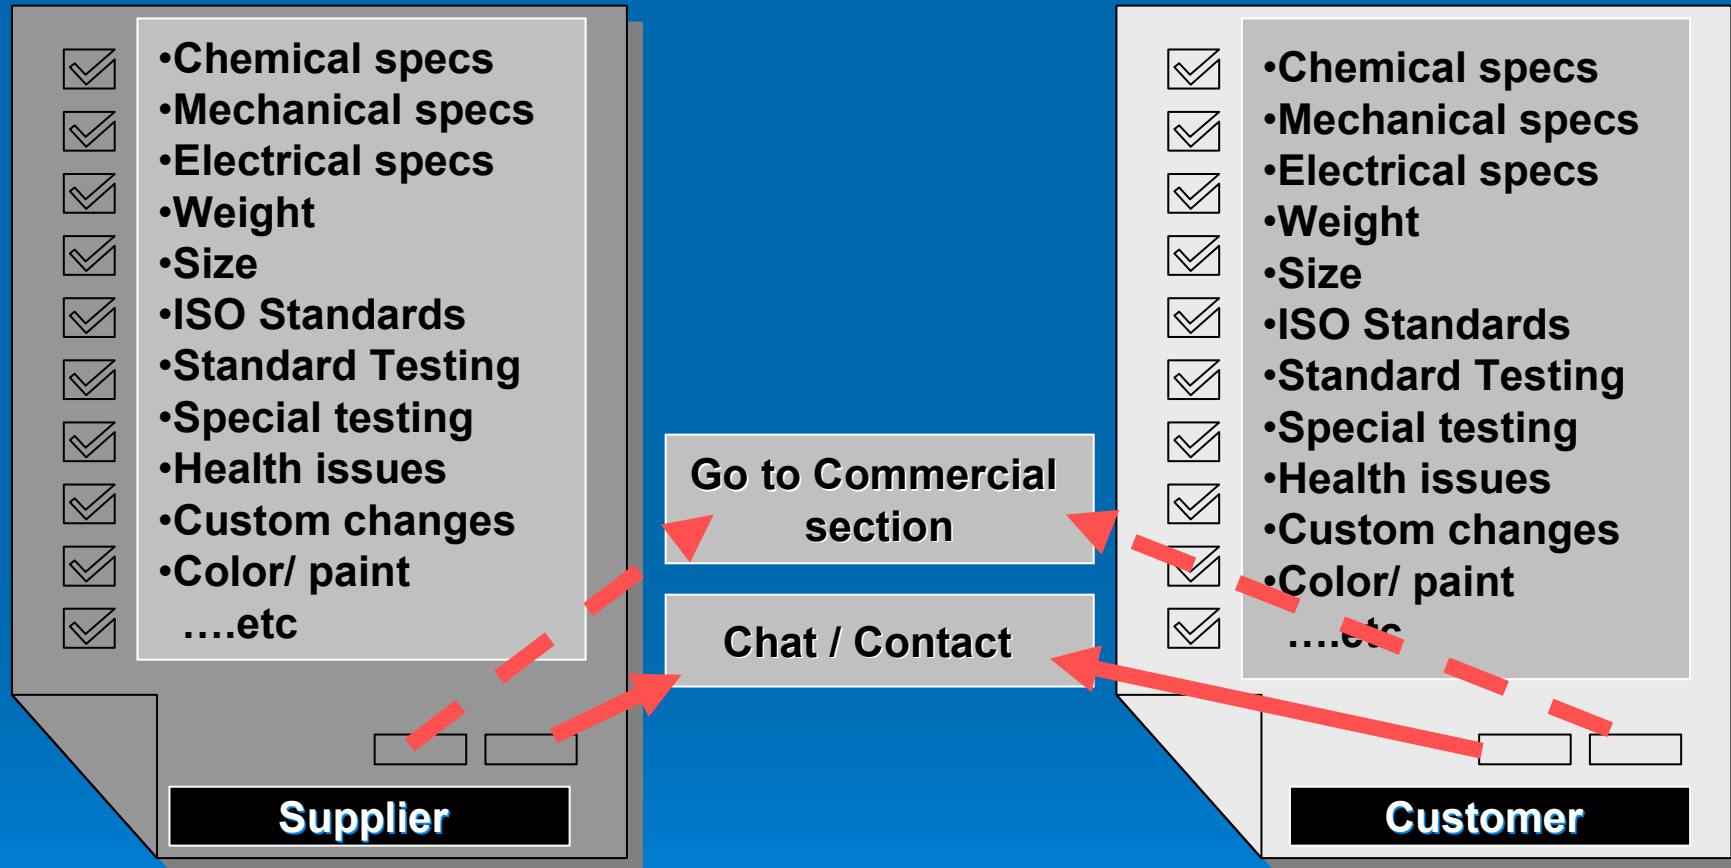 •Chemical specs
•Mechanical specs
•Electrical specs
•Weight
•Size
•ISO Standards
•Standard Testing
•Special testing
•Health issues
•Custom changes
•Color/ paint
....etc
Supplier
Go to Commercial
section
Chat / Contact
•Chemical specs
•Mechanical specs
•Electrical specs
•Weight
•Size
•ISO Standards
•Standard Testing
•Special testing
•Health issues
•Custom changes
•Color/ paint
....etc
Customer